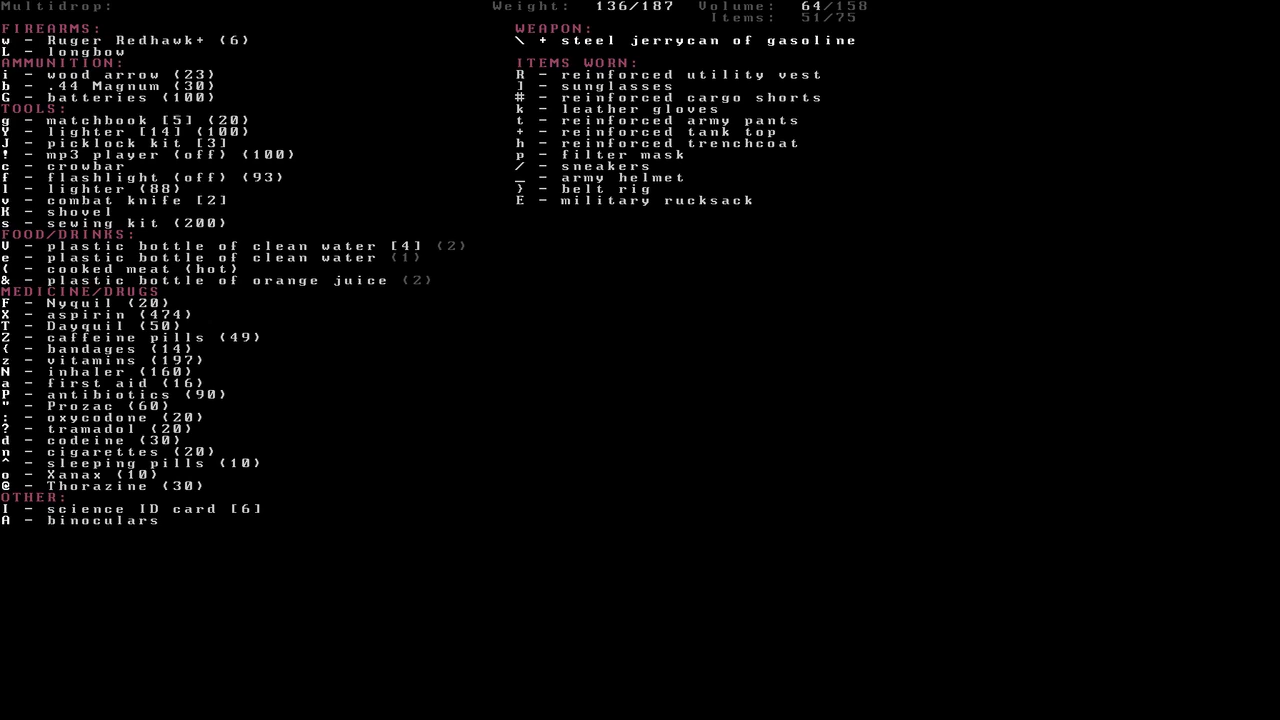 Multidrop: Weight: 136/187 Volume: 64/158
Items: 51/75
FIREARMS:
w - Ruger Redhawk+ (6)
L - longbow
AMMUNITION:
i - wood arrow (23)
b - .44 Magnum (30)
G - batteries (100)
TOOLS:
g - matchbook [5] (20)
Y - lighter [14] (100)
J - picklock kit [3]
! - mp3 player (off) (100)
c - crowbar
f - flashlight (off) (93)
l - lighter (88)
v - combat knife [2]
K - shovel
s - sewing kit (200)
FOOD/DRINKS:
V - plastic bottle of clean water [4] (2)
e - plastic bottle of clean water (1)
( - cooked meat (hot)
& - plastic bottle of orange juice (2)
MEDICINE/DRUGS
F - Nyquil (20)
X - aspirin (474)
T - Dayquil (50)
Z - caffeine pills (49)
{ - bandages (14)
z - vitamins (197)
N - inhaler (160)
a - first aid (16)
P - antibiotics (90)
" - Prozac (60)
: - oxycodone (20)
? - tramadol (20)
d - codeine (30)
n - cigarettes (20)
^ - sleeping pills (10)
o - Xanax (10)
@ - Thorazine (30)
OTHER:
I - science ID card [6]
A - binoculars
WEAPON:
\ + steel jerrycan of gasoline
ITEMS WORN:
R - reinforced utility vest
] - sunglasses
# - reinforced cargo shorts
k - leather gloves
t - reinforced army pants
+ - reinforced tank top
h - reinforced trenchcoat
p - filter mask
/ - sneakers
_ - army helmet
} - belt rig
E - military rucksack